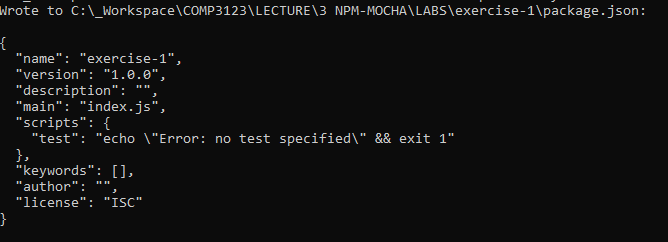 Wrote to C:\_Workspace\COMP3123\LECTURE\3 NPM-MOCHA\LABS\exercise-1\package.json:
{
  "name": "exercise-1",
  "version": "1.0.0",
  "description": "",
  "main": "index.js",
  "scripts": {
    "test": "echo \"Error: no test specified\" && exit 1"
  },
  "keywords": [],
  "author": "",
  "license": "ISC"
}